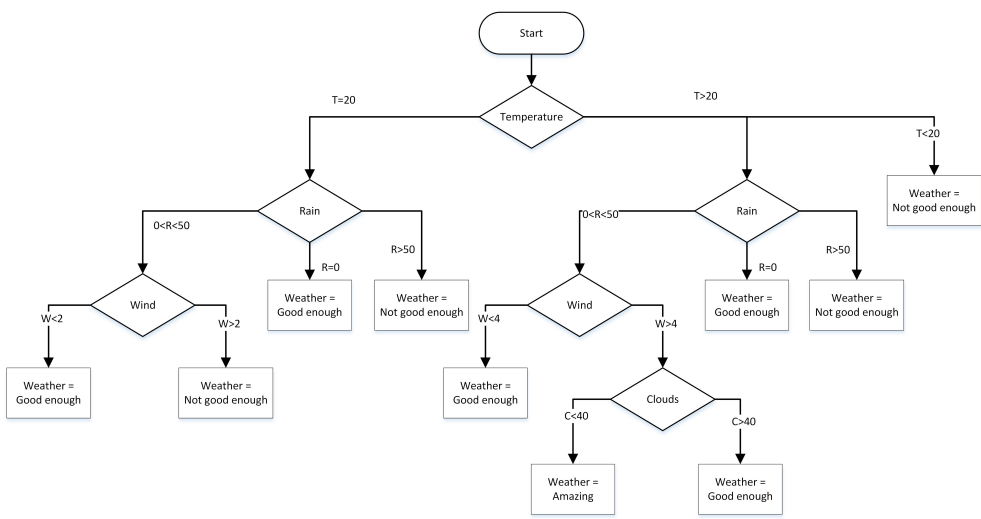 Start
T=20
T>20
Temperature
T<20
Weather =
Not good enough
Rain
Rain
0<R<50
R>50
R=0
0<R<50
R>50
R=0
Weather =
Good enough
Weather =
Not good enough
Weather =
Good enough
Weather =
Not good enough
Wind
Wind
W<2
W>2
W<4
W>4
Weather =
Good enough
Weather =
Not good enough
Weather =
Good enough
Clouds
C<40
C>40
Weather =
Amazing
Weather =
Good enough